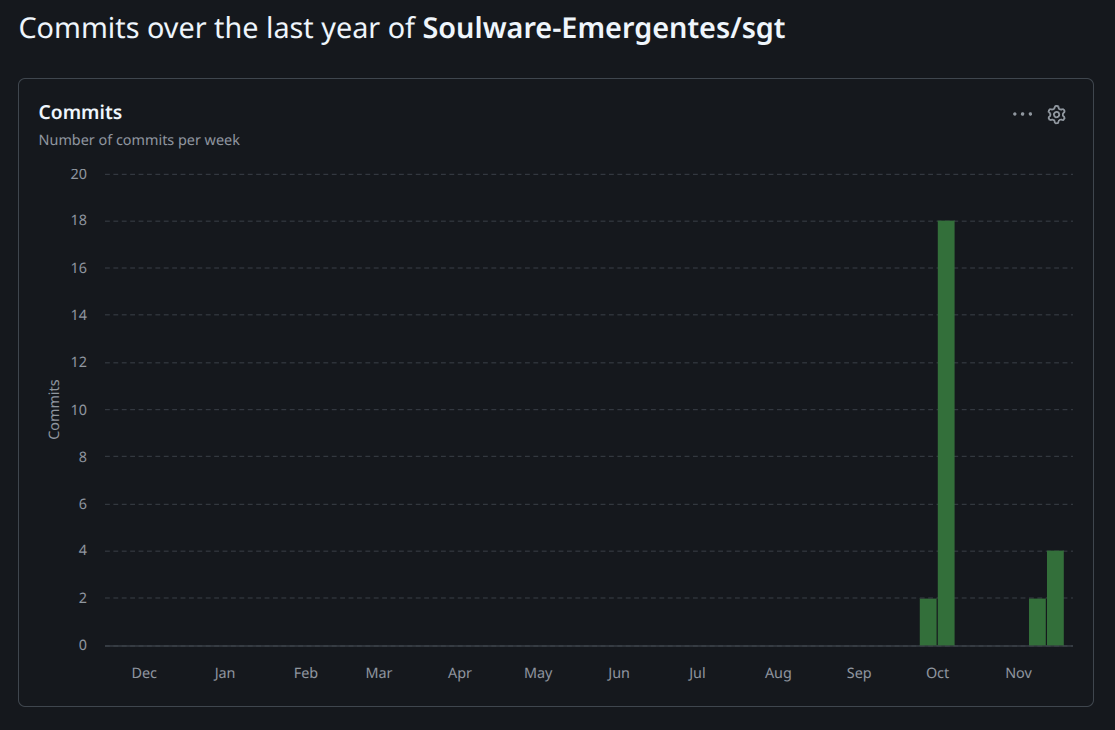 Commits over the last year of Soulware-Emergentes/sgt
Commits
Number of commits per week
20
18
16
14
12
10
8
6
4
2
0
Commits
Dec Jan Feb Mar Apr May Jun Jul Aug Sep Oct Nov